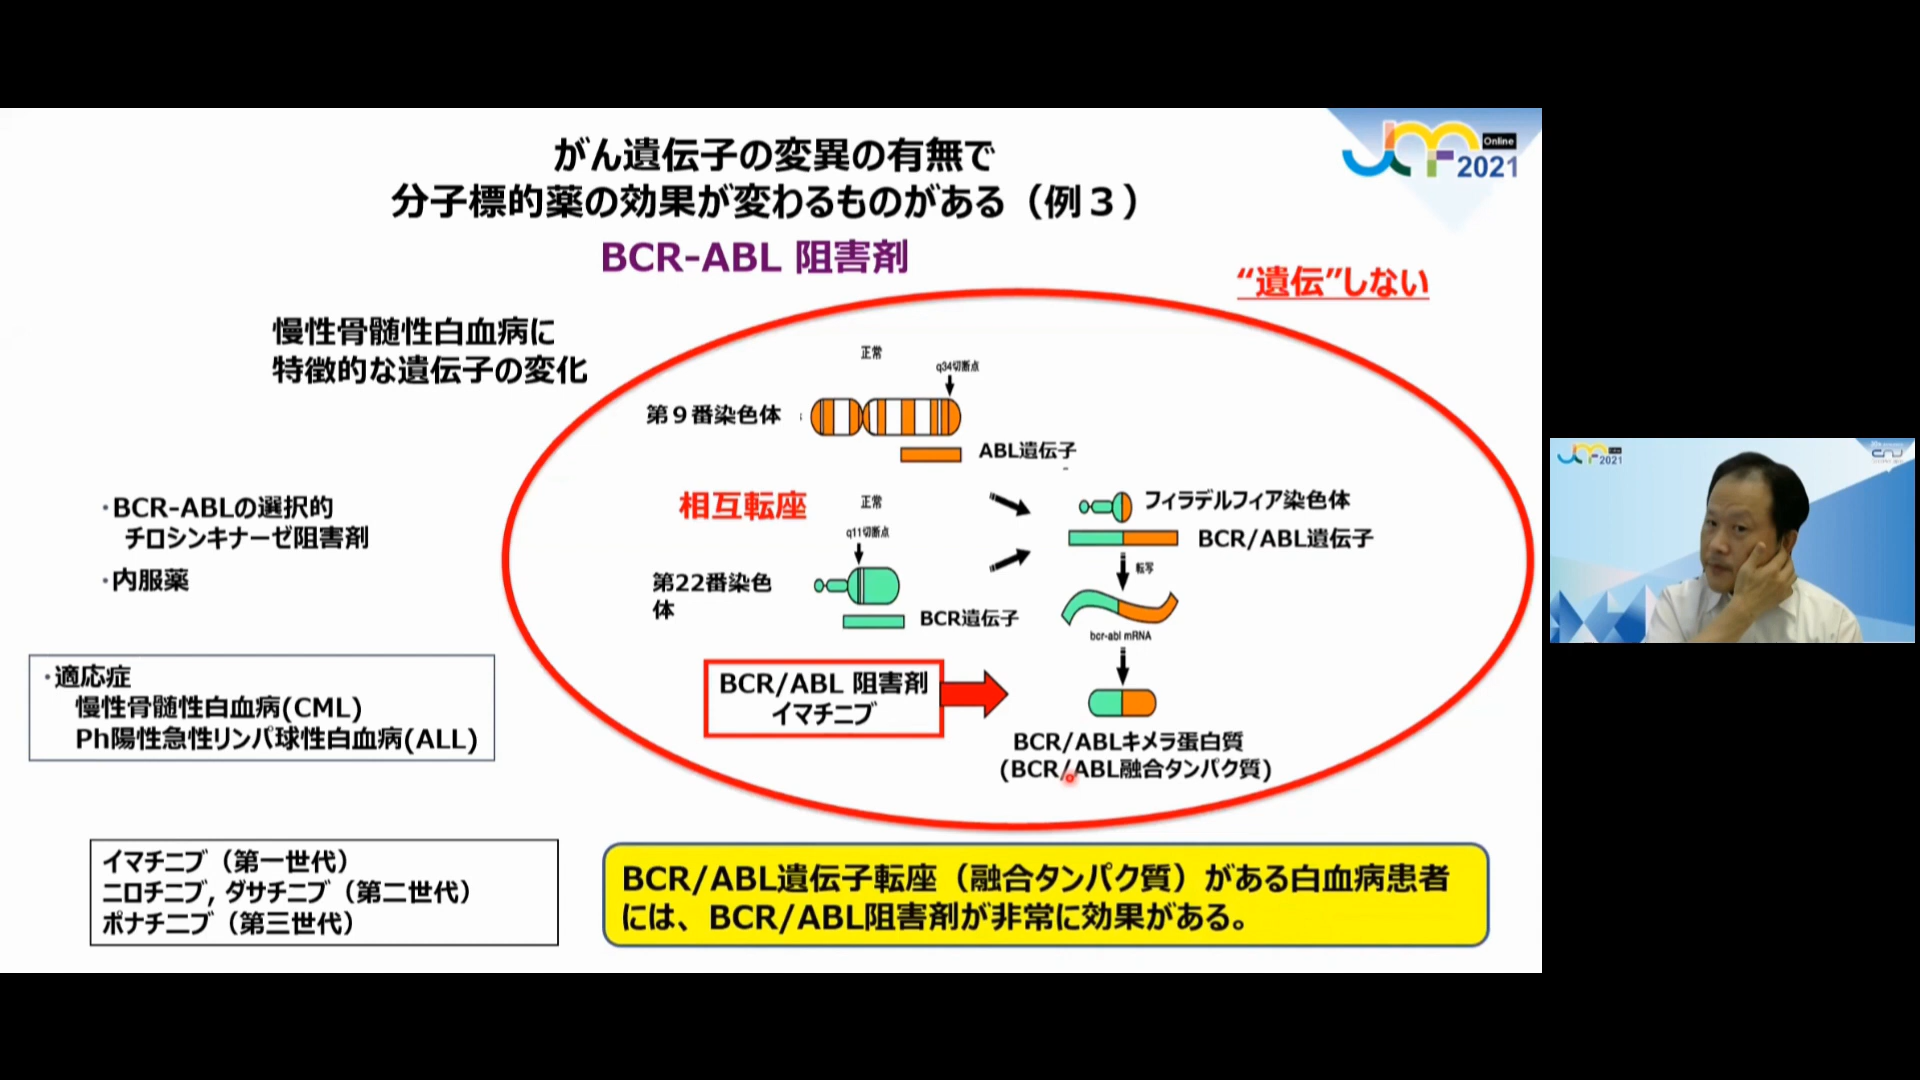 がん遺伝子の変異の有無で
分子標的薬の効果が変わるものがある（例３）
BCR-ABL 阻害剤
Online
2021
“遺伝”しない
慢性骨髄性白血病に
特徴的な遺伝子の変化
・BCR-ABLの選択的
チロシンキナーゼ阻害剤
・内服薬
・適応症
慢性骨髄性白血病(CML)
Ph陽性急性リンパ球性白血病(ALL)
イマチニブ（第一世代）
ニロチニブ, ダサチニブ（第二世代）
ポナチニブ（第三世代）
正常
q34切断点
第９番染色体
ABL遺伝子
相互転座
正常
q11切断点
第22番染色
体
BCR遺伝子
フィラデルフィア染色体
BCR/ABL遺伝子
転写
bcr-abl mRNA
BCR/ABL 阻害剤
イマチニブ
BCR/ABLキメラ蛋白質
(BCR/ABL融合タンパク質)
BCR/ABL遺伝子転座（融合タンパク質）がある白血病患者
には、BCR/ABL阻害剤が非常に効果がある。
2021